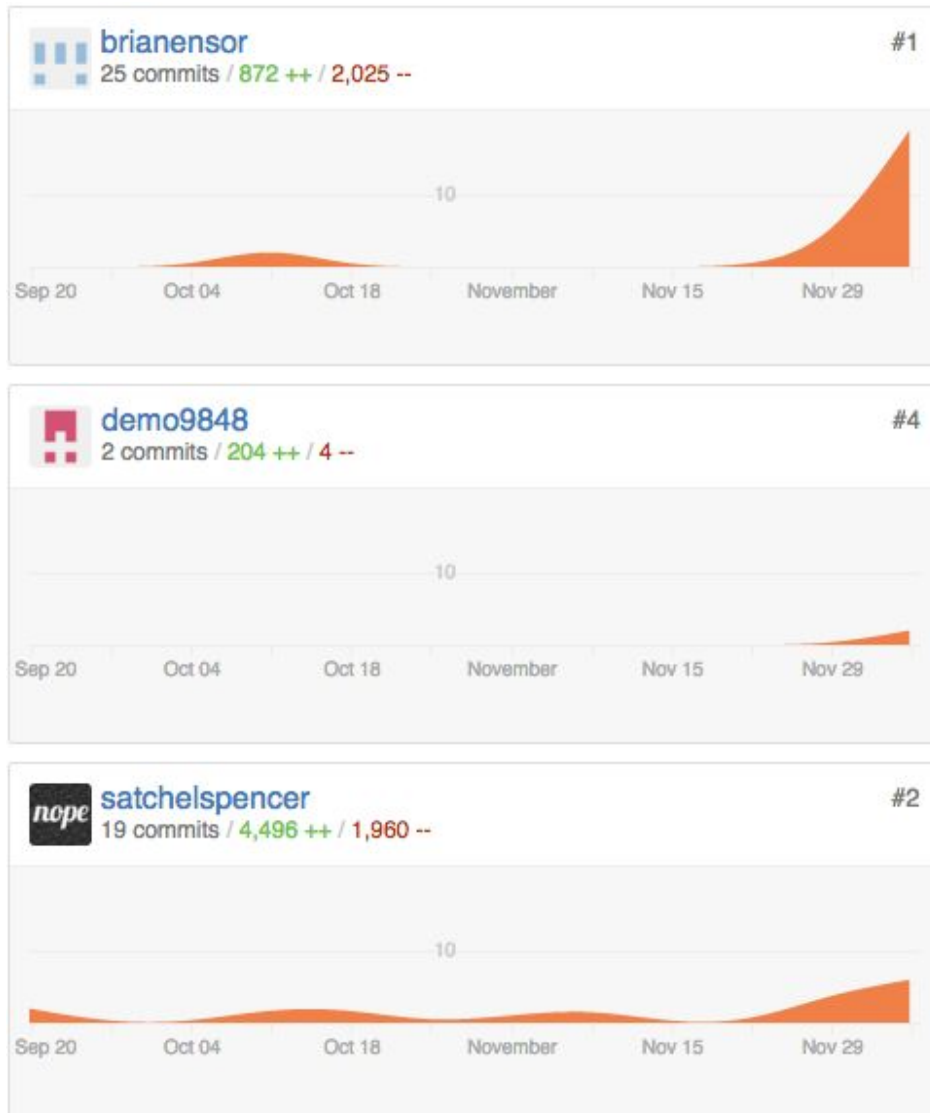 brianensor #1
25 commits / 872 ++ / 2,025 --
10
Sep 20 Oct 04 Oct 18 November Nov 15 Nov 29
demo9848 #4
2 commits / 204 ++ / 4 --
10
Sep 20 Oct 04 Oct 18 November Nov 15 Nov 29
nope satchelspencer #2
19 commits / 4,496 ++ / 1,960 --
10
Sep 20 Oct 04 Oct 18 November Nov 15 Nov 29